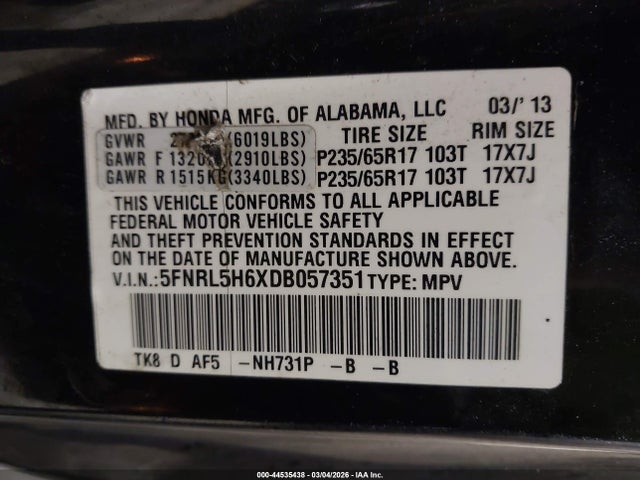 MFD. BY HONDA MFG. OF ALABAMA, LLC 03/'13
GVWR (6019LBS) TIRE SIZE RIM SIZE
GAWR F 1320KG(2910LBS) P235/65R17 103T 17X7J
GAWR R 1515KG(3340LBS) P235/65R17 103T 17X7J
THIS VEHICLE CONFORMS TO ALL APPLICABLE
FEDERAL MOTOR VEHICLE SAFETY
AND THEFT PREVENTION STANDARDS IN EFFECT
ON THE DATE OF MANUFACTURE SHOWN ABOVE.
V.I.N.: 5FNRL5H6XDB057351 TYPE: MPV
TK8 D AF5 -NH731P -B -B
000-44535438 - 03/04/2026 - IAA Inc.